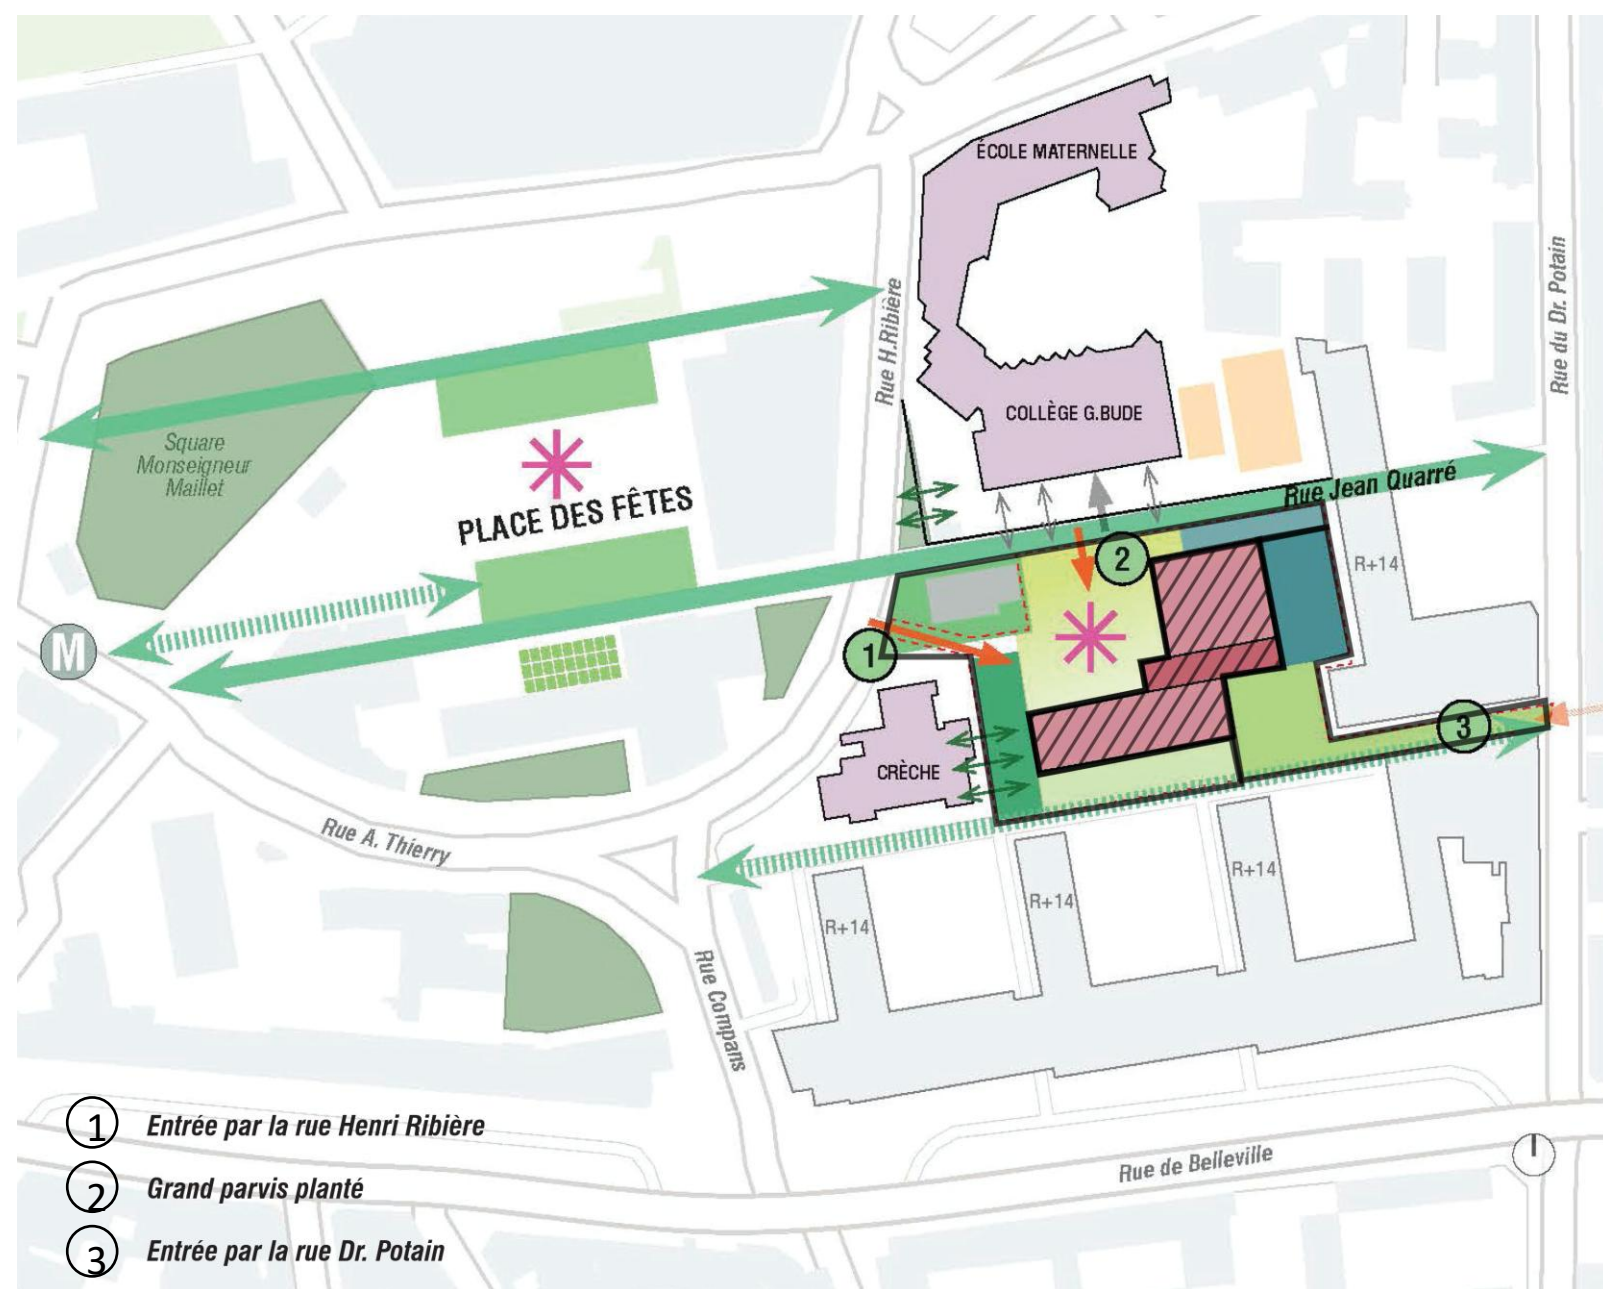 ÉCOLE MATERNELLE
Rue du Dr. Potain
Rue H.Ribière
COLLÈGE G.BUDE
Square
Monseigneur
Maillet
PLACE DES FÊTES
Rue Jean Quarré
R+14
2
M
1
3
CRÈCHE
Rue A. Thierry
R+14
R+14
R+14
Rue Compans
Rue de Belleville
1 Entrée par la rue Henri Ribière
2 Grand parvis planté
3 Entrée par la rue Dr. Potain